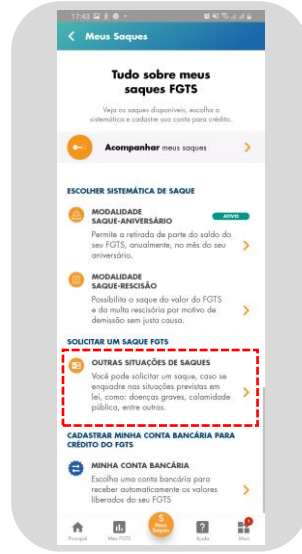 17:43
Meus Saques
Tudo sobre meus
saques FGTS
Veja os saques disponíveis, escolha a
sistemática e cadastre sua conta para crédito.
Acompanhar meus saques
ESCOLHER SISTEMÁTICA DE SAQUE
MODALIDADE
SAQUE-ANIVERSÁRIO
ATIVO
Permite a retirada de parte do saldo do
seu FGTS, anualmente, no mês do seu
aniversário.
MODALIDADE
SAQUE-RESCISÃO
Possibilita o saque do valor do FGTS
e da multa rescisória por motivo de
demissão sem justa causa.
SOLICITAR UM SAQUE FGTS
OUTRAS SITUAÇÕES DE SAQUES
Você pode solicitar um saque, caso se
enquadre nas situações previstas em
lei, como: doenças graves, calamidade
pública, entre outras.
CADASTRAR MINHA CONTA BANCÁRIA PARA
CRÉDITO DO FGTS
MINHA CONTA BANCÁRIA
Escolha uma conta bancária para
receber automaticamente os valores
liberados do seu FGTS
Principal
Meu FGTS
Meus
Saques
Ajuda
Mais